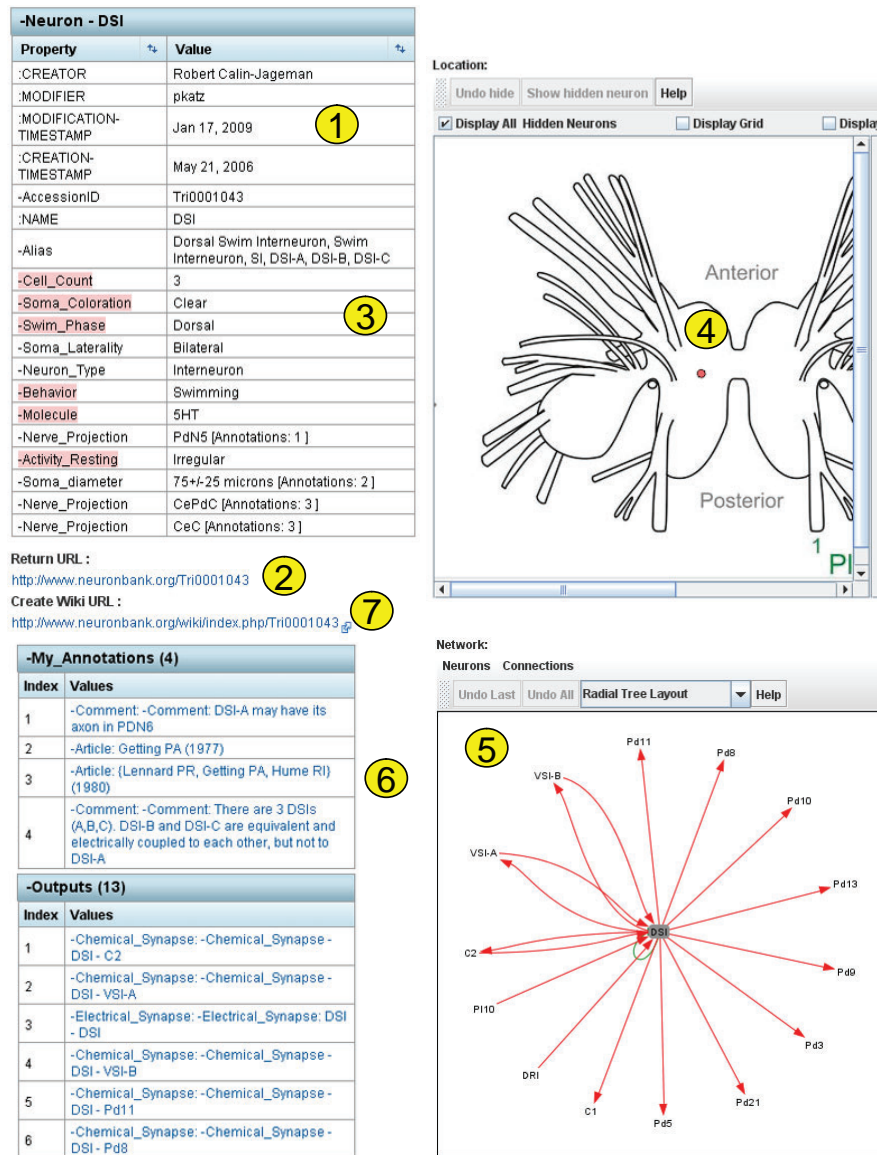 -Neuron - DSI
Property Value
:CREATOR Robert Calin-Jageman
:MODIFIER pkatz
:MODIFICATION-
TIMESTAMP Jan 17, 2009
1
:CREATION-
TIMESTAMP May 21, 2006
-AccessionID Tri0001043
:NAME DSI
-Alias Dorsal Swim Interneuron, Swim
Interneuron, SI, DSI-A, DSI-B, DSI-C
-Cell_Count 3
-Soma_Coloration Clear
3
-Swim_Phase Dorsal
-Soma_Laterality Bilateral
-Neuron_Type Interneuron
-Behavior Swimming
-Molecule 5HT
-Nerve_Projection PdN5 [Annotations: 1 ]
-Activity_Resting Irregular
-Soma_diameter 75+/-25 microns [Annotations: 2 ]
-Nerve_Projection CePdC [Annotations: 3 ]
-Nerve_Projection CeC [Annotations: 3 ]
Return URL :
http://www.neuronbank.org/Tri0001043
2
Create Wiki URL :
http://www.neuronbank.org/wiki/index.php/Tri0001043
7
-My_Annotations (4)
Index Values
1 -Comment: -Comment: DSI-A may have its
axon in PDN6
2 -Article: Getting PA (1977)
3 -Article: {Lennard PR, Getting PA, Hume RI}
(1980)
6
4 -Comment: -Comment: There are 3 DSIs
(A,B,C). DSI-B and DSI-C are equivalent and
electrically coupled to each other, but not to
DSI-A
-Outputs (13)
Index Values
1 -Chemical_Synapse: -Chemical_Synapse -
DSI - C2
2 -Chemical_Synapse: -Chemical_Synapse -
DSI - VSI-A
3 -Electrical_Synapse: -Electrical_Synapse: DSI
- DSI
4 -Chemical_Synapse: -Chemical_Synapse -
DSI - VSI-B
5 -Chemical_Synapse: -Chemical_Synapse -
DSI - Pd11
6 -Chemical_Synapse: -Chemical_Synapse -
DSI - Pd8
Location:
Undo hide Show hidden neuron Help
Display All Hidden Neurons Display Grid Display
Anterior
4
Posterior
1
Pl
Network:
Neurons Connections
Undo Last Undo All Radial Tree Layout Help
5
Pd11
Pd8
VSI-B
Pd10
VSI-A
Pd13
DSI
C2
Pd9
PI10
Pd3
DRI
Pd21
C1
Pd5